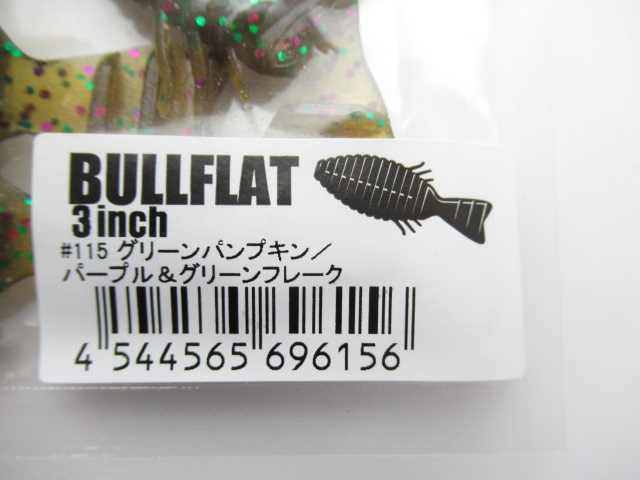 BULLFLAT
3inch
#115 グリーンパンプキン／
パープル＆グリーンフレーク
4 544565 696156